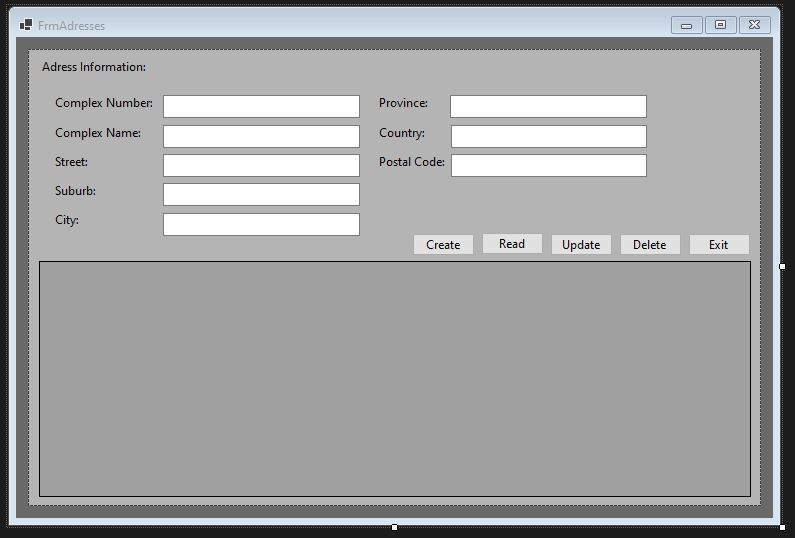 FrmAdresses
Adress Information:
Complex Number:
Province:
Complex Name:
Country:
Street:
Postal Code:
Suburb:
City:
Create
Read
Update
Delete
Exit